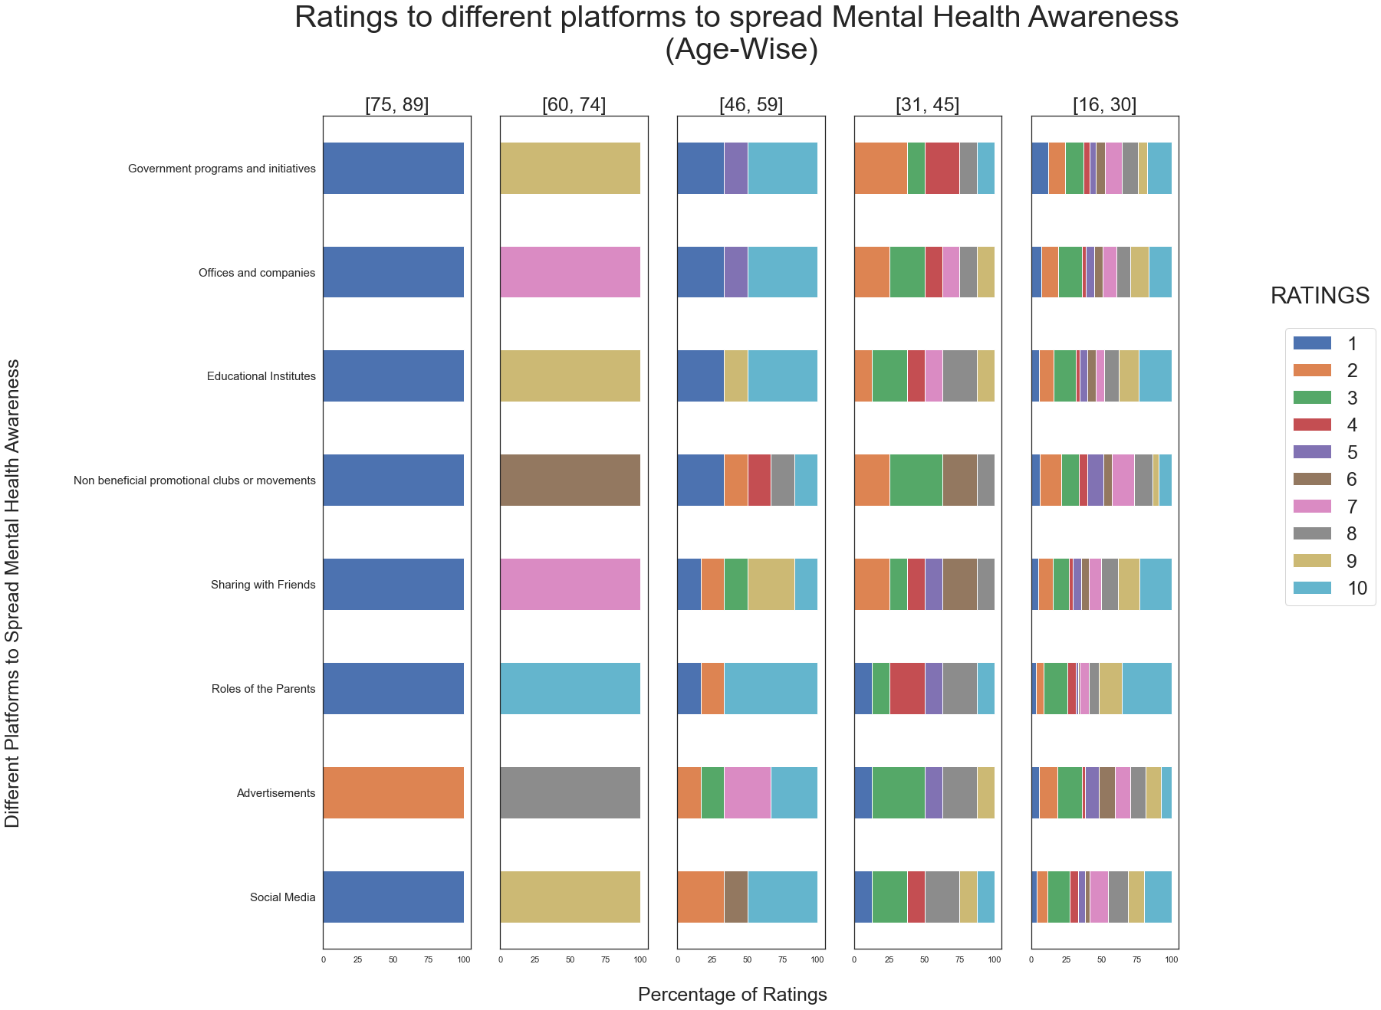 Ratings to different platforms to spread Mental Health Awareness
(Age-Wise)
[75, 89] [60, 74] [46, 59] [31, 45] [16, 30]
Different Platforms to Spread Mental Health Awareness
Government programs and initiatives
Offices and companies
Educational Institutes
Non beneficial promotional clubs or movements
Sharing with Friends
Roles of the Parents
Advertisements
Social Media
0 25 50 75 100 0 25 50 75 100 0 25 50 75 100 0 25 50 75 100 0 25 50 75 100
Percentage of Ratings
RATINGS
1
2
3
4
5
6
7
8
9
10